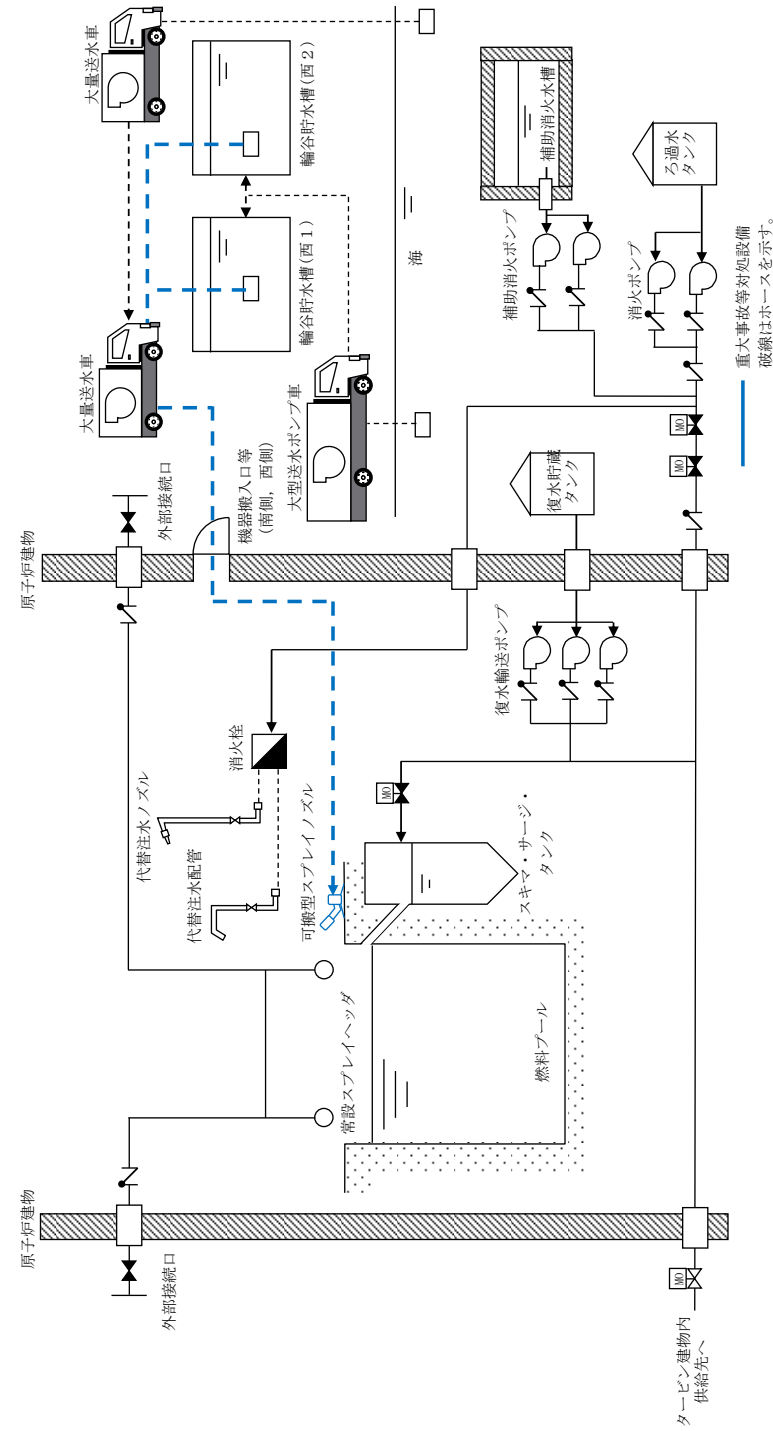 原子炉建物
原子炉建物
外部接続口
外部接続口
大量送水車
大量送水車
輪谷貯水槽(西1)
輪谷貯水槽(西2)
機器搬入口等
(南側，西側)
大型送水ポンプ車
海
補助消火水槽
補助消火ポンプ
ろ過水
タンク
消火ポンプ
MO
MO
復水貯蔵
タンク
復水輸送ポンプ
消火栓
代替注水ノズル
代替注水配管
可搬型スプレイノズル
MO
スキマ・サージ・
タンク
常設スプレイヘッダ
燃料プール
MO
タービン建物内
供給先へ
重大事故等対処設備
破線はホースを示す。